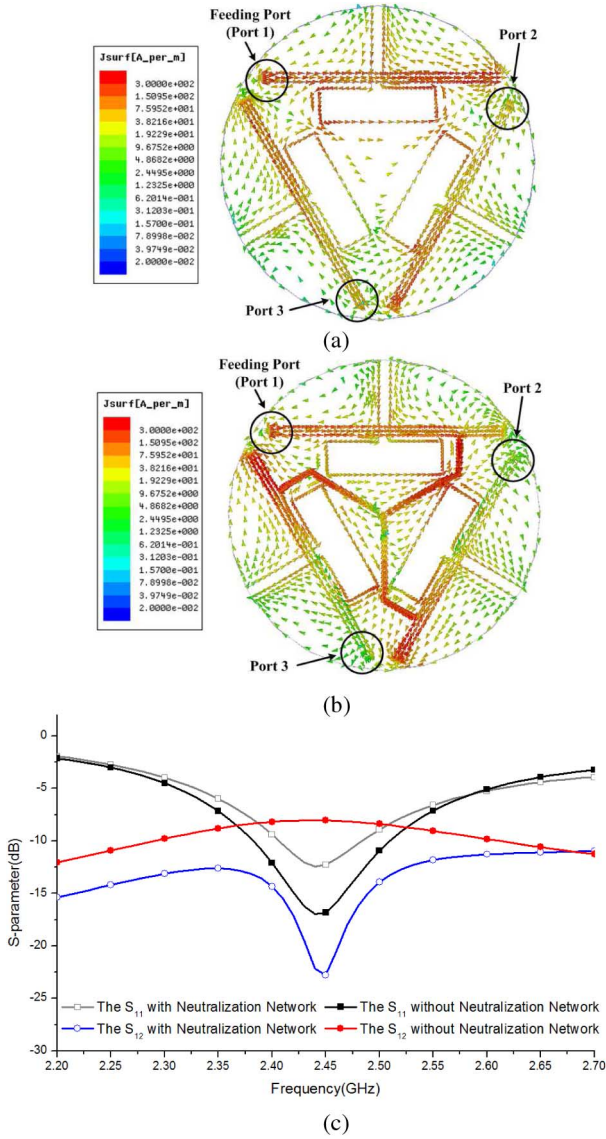 Feeding Port
(Port 1)
Port 2
Jsurf[A_per_m]
3.0000e+002
1.5095e+002
7.5952e+001
3.8216e+001
1.9229e+001
9.6752e+000
4.8682e+000
2.4495e+000
1.2325e+000
6.2014e-001
3.1203e-001
1.5700e-001
7.8998e-002
3.9749e-002
2.0000e-002
Port 3
(a)
Feeding Port
(Port 1)
Port 2
Jsurf[A_per_m]
3.0000e+002
1.5095e+002
7.5952e+001
3.8216e+001
1.9229e+001
9.6752e+000
4.8682e+000
2.4495e+000
1.2325e+000
6.2014e-001
3.1203e-001
1.5700e-001
7.8998e-002
3.9749e-002
2.0000e-002
Port 3
(b)
0
-5
-10
-15
-20
-25
-30
S-parameter(dB)
The S11 with Neutralization Network
The S11 without Neutralization Network
The S12 with Neutralization Network
The S12 without Neutralization Network
2.20 2.25 2.30 2.35 2.40 2.45 2.50 2.55 2.60 2.65 2.70
Frequency(GHz)
(c)